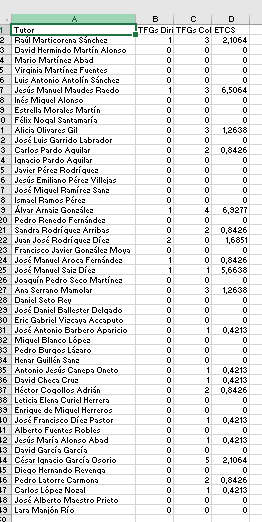 A B C D
1 Tutor TFGs Diri TFGs Col ETCS
2 Raúl Marticorena Sánchez 1 3 2,1064
3 David Hermindo Martín Alonso 0 0 0
4 Mario Martínez Abad 0 0 0
5 Virginia Martínez Fuentes 0 0 0
6 Luis Antonio Antolín Sánchez 0 0 0
7 Jesús Manuel Maudes Raedo 1 3 6,5064
8 Inés Miguel Alonso 0 0 0
9 Estrella Morales Martín 0 0 0
0 Félix Nogal Santamaría 0 0 0
1 Alicia Olivares Gil 0 3 1,2638
2 José Luis Garrido Labrador 0 0 0
3 Carlos Pardo Aguilar 0 2 0,8426
4 Ignacio Pardo Aguilar 0 0 0
5 Javier Pérez Rodríguez 0 0 0
6 Jesús Emiliano Pérez Villejas 0 0 0
7 José Miguel Ramírez Sanz 0 0 0
8 Ismael Ramos Pérez 0 0 0
9 Álvar Arnaiz González 1 4 6,9277
20 Pedro Renedo Fernández 0 0 0
21 Sandra Rodríguez Arribas 0 2 0,8426
22 Juan José Rodríguez Díez 2 0 1,6851
23 Francisco Javier González Moya 0 0 0
24 José Manuel Aroca Fernández 1 0 0,8426
25 José Manuel Saiz Díez 1 1 5,6638
26 Joaquín Pedro Seco Martínez 0 0 0
27 Ana Serrano Mamolar 0 3 1,2638
28 Daniel Seto Rey 0 0 0
29 José Daniel Ballester Delgado 0 0 0
30 Eric Gabriel Vizcaya Accaputo 0 0 0
31 José Antonio Barbero Aparicio 0 1 0,4213
32 Miquel Blanco López 0 0 0
33 Pedro Burgos Lázaro 0 0 0
34 Henar Guillén Sanz 0 0 0
35 Antonio Jesús Canepa Oneto 0 1 0,4213
36 David Checa Cruz 0 1 0,4213
37 Héctor Cogollos Adrián 0 2 0,8426
38 Leticia Elena Curiel Herrera 0 0 0
39 Enrique de Miguel Herreros 0 0 0
40 José Francisco Díez Pastor 0 1 0,4213
41 Alberto Fuentes Robles 0 0 0
42 Jesús María Alonso Abad 0 1 0,4213
43 David García García 0 0 0
44 César Ignacio García Osorio 0 5 2,1064
45 Diego Hernando Revenga 0 0 0
46 Pedro Latorre Carmona 0 2 0,8426
47 Carlos López Nozal 0 1 0,4213
48 José Alberto Maestro Prieto 0 0 0
49 Lara Manjón Río 0 0 0